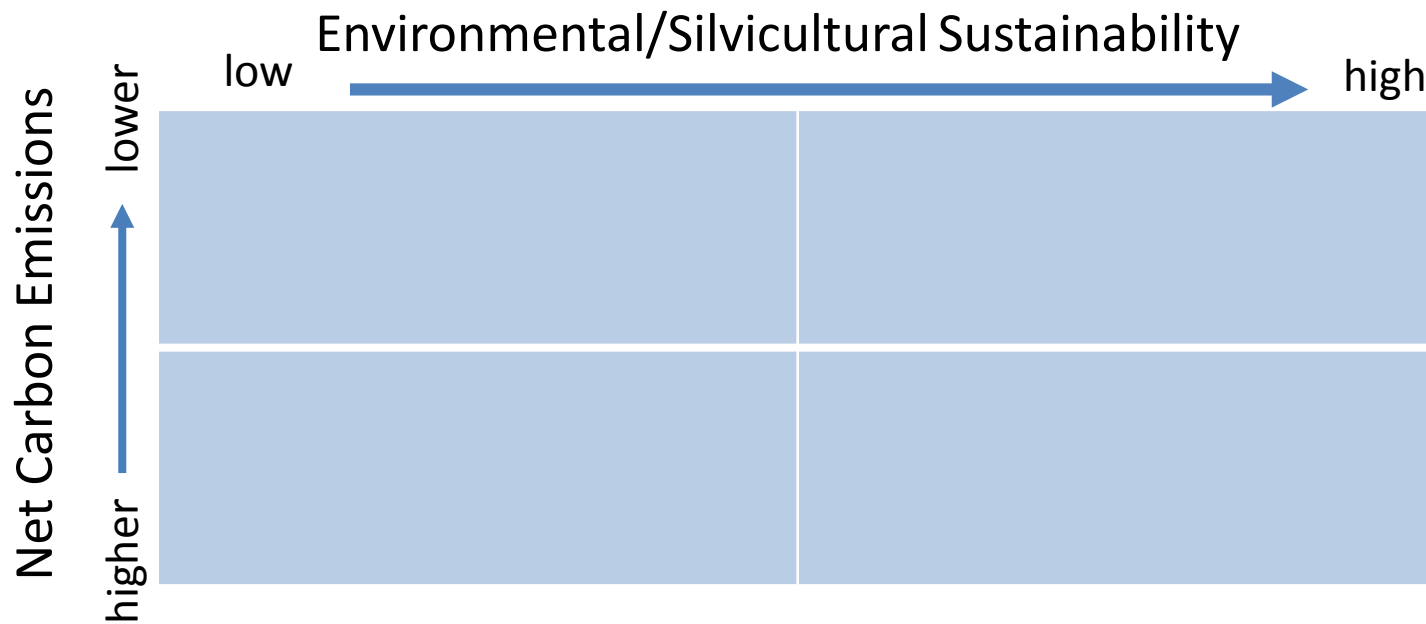 Environmental/Silvicultural Sustainability
low
high
Net Carbon Emissions
lower
higher